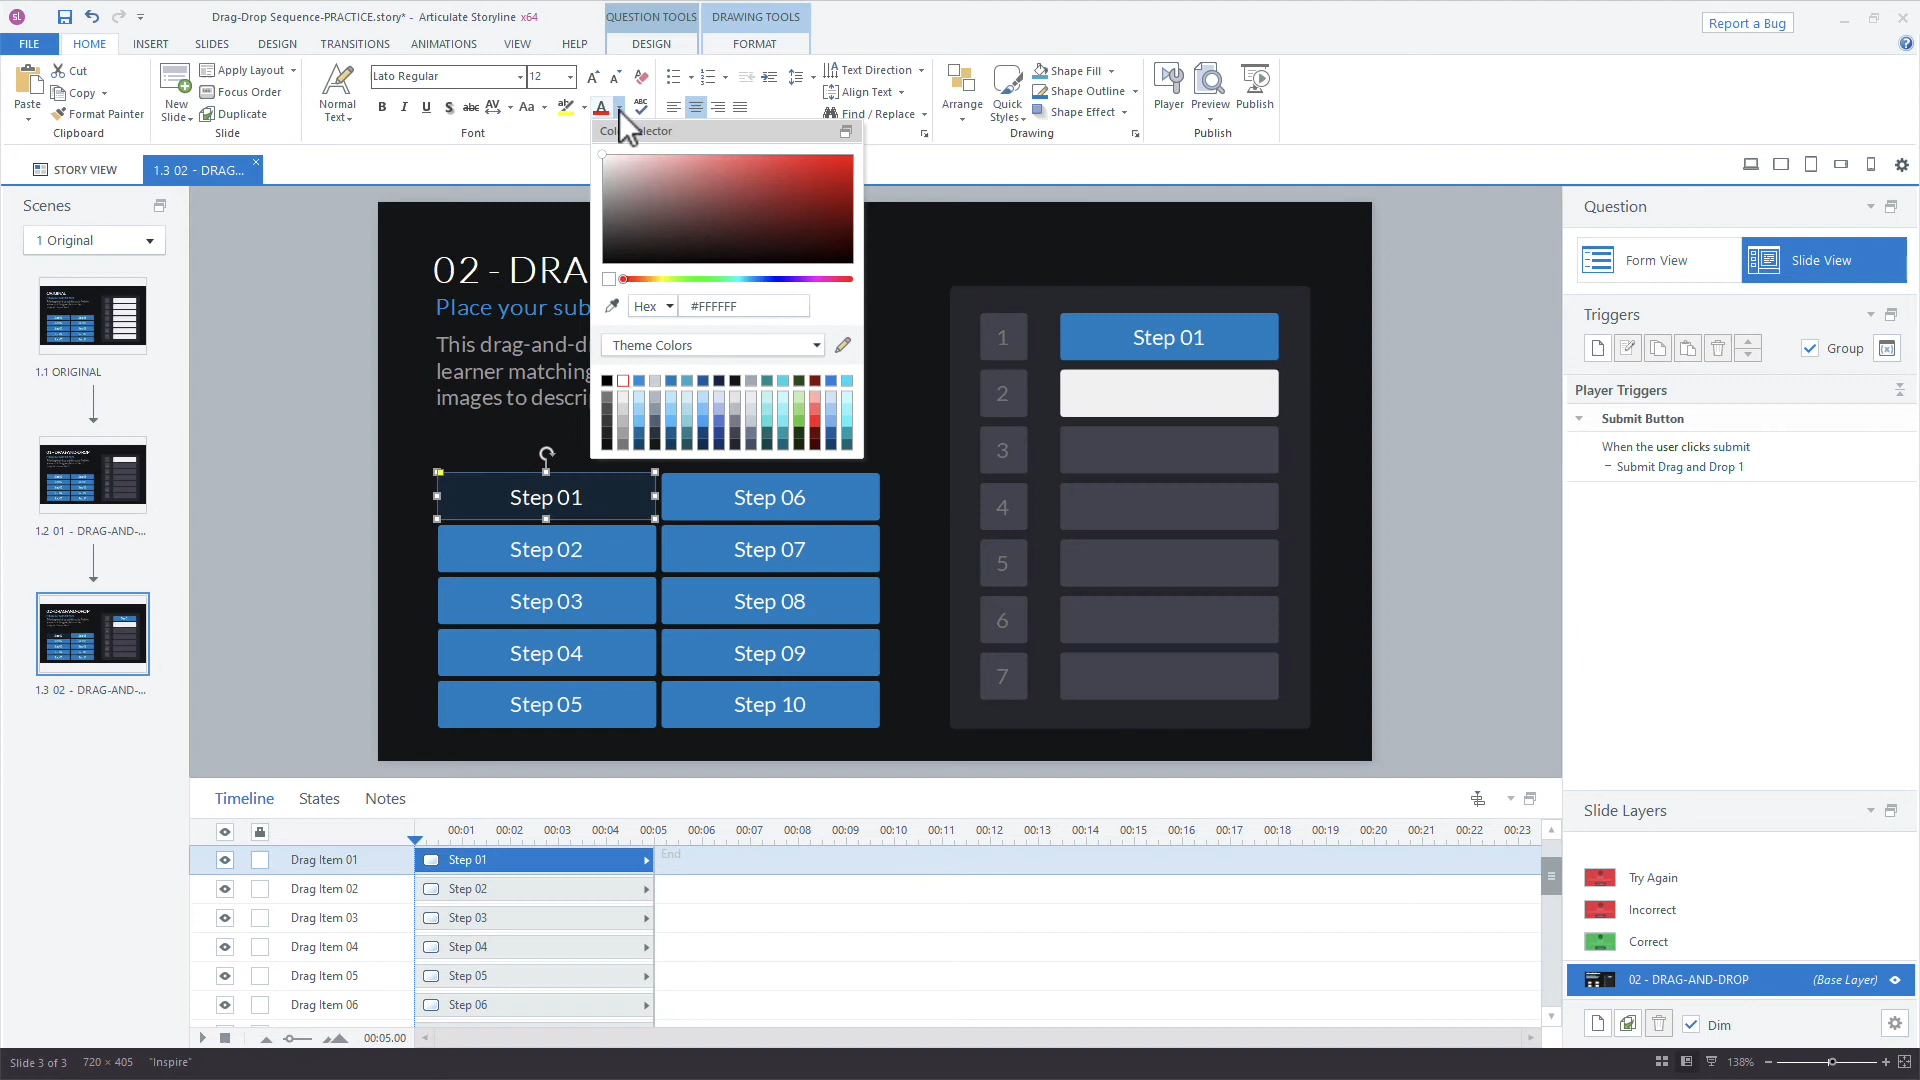 Drag-Drop Sequence-PRACTICE.story* - Articulate Storyline x64
QUESTION TOOLS
DRAWING TOOLS
Report a Bug
FILE
HOME
INSERT
SLIDES
DESIGN
TRANSITIONS
ANIMATIONS
VIEW
HELP
DESIGN
FORMAT
Paste
Cut
Copy
Format Painter
Clipboard
New
Slide
Apply Layout
Focus Order
Duplicate
Slide
Normal
Text
Lato Regular
12
Font
Text Direction
Align Text
Find / Replace
Arrange
Quick
Styles
Shape Fill
Shape Outline
Shape Effect
Drawing
Player
Preview
Publish
Publish
STORY VIEW
1.3 02 - DRAG...
Scenes
1 Original
1.1 ORIGINAL
1.2 01 - DRAG-AND-...
1.3 02 - DRAG-AND-...
Hex
#FFFFFF
Theme Colors
02 - DRA
Place your sub
This drag-and-d
learner matching
images to descri
Step 01
Step 06
Step 02
Step 07
Step 03
Step 08
Step 04
Step 09
Step 05
Step 10
1
Step 01
2
3
4
5
6
7
Question
Form View
Slide View
Triggers
Group
Player Triggers
Submit Button
When the user clicks submit
Submit Drag and Drop 1
Timeline
States
Notes
00:01 00:02 00:03 00:04 00:05 00:06 00:07 00:08 00:09 00:10 00:11 00:12 00:13 00:14 00:15 00:16 00:17 00:18 00:19 00:20 00:21 00:22 00:23
Drag Item 01
Step 01
End
Drag Item 02
Step 02
Drag Item 03
Step 03
Drag Item 04
Step 04
Drag Item 05
Step 05
Drag Item 06
Step 06
00:05.00
Slide Layers
Try Again
Incorrect
Correct
02 - DRAG-AND-DROP
(Base Layer)
Dim
Slide 3 of 3
720 × 405
"Inspire"
138%